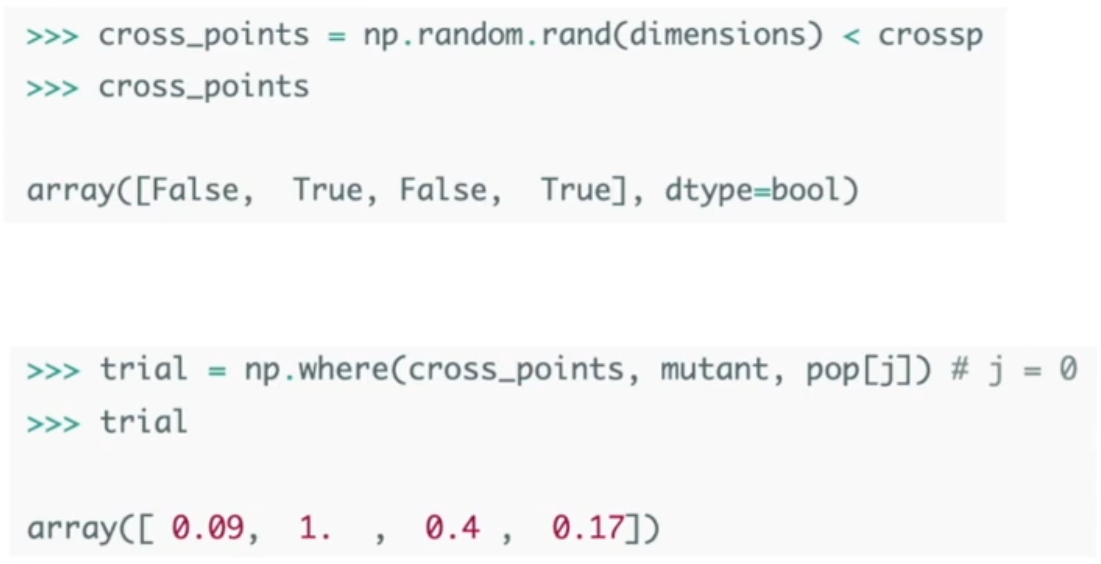 >>> cross_points = np.random.rand(dimensions) < crossp
>>> cross_points
array([False,  True, False,  True], dtype=bool)
>>> trial = np.where(cross_points, mutant, pop[j]) # j = 0
>>> trial
array([ 0.09,  1.  ,  0.4 ,  0.17])